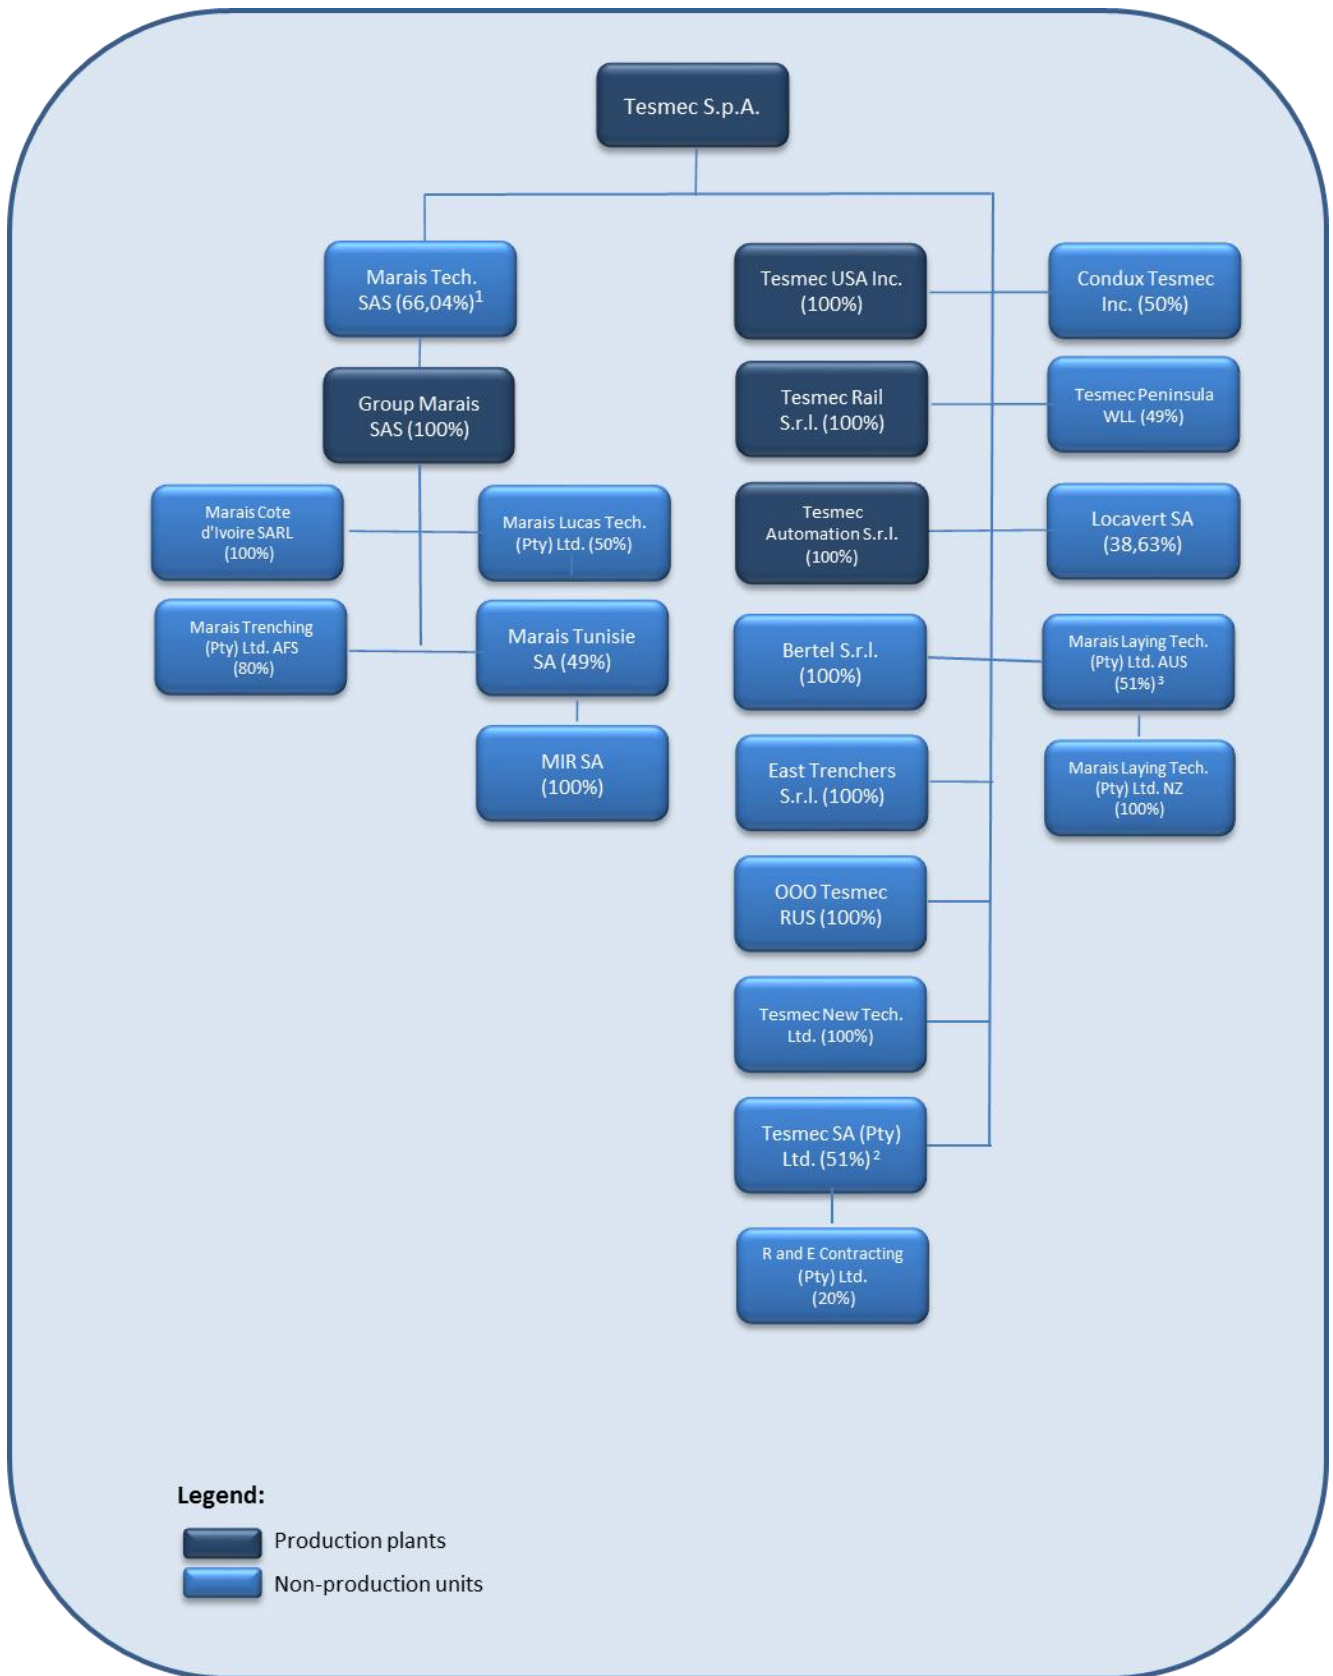 Tesmec S.p.A.
Marais Tech.
SAS (66,04%)¹
Group Marais
SAS (100%)
Marais Cote
d'Ivoire SARL
(100%)
Marais Lucas Tech.
(Pty) Ltd. (50%)
Marais Trenching
(Pty) Ltd. AFS
(80%)
Marais Tunisie
SA (49%)
MIR SA
(100%)
Tesmec USA Inc.
(100%)
Condux Tesmec
Inc. (50%)
Tesmec Rail
S.r.l. (100%)
Tesmec Peninsula
WLL (49%)
Tesmec
Automation S.r.l.
(100%)
Locavert SA
(38,63%)
Bertel S.r.l.
(100%)
Marais Laying Tech.
(Pty) Ltd. AUS
(51%)³
East Trenchers
S.r.l. (100%)
Marais Laying Tech.
(Pty) Ltd. NZ
(100%)
OOO Tesmec
RUS (100%)
Tesmec New Tech.
Ltd. (100%)
Tesmec SA (Pty)
Ltd. (51%)²
R and E Contracting
(Pty) Ltd.
(20%)
Legend:
Production plants
Non-production units